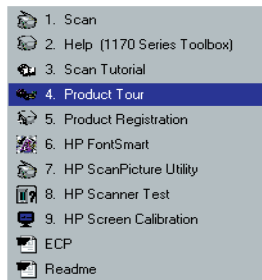 1. Scan
2. Help (1170 Series Toolbox)
3. Scan Tutorial
4. Product Tour
5. Product Registration
6. HP FontSmart
7. HP ScanPicture Utility
8. HP Scanner Test
9. HP Screen Calibration
ECP
Readme